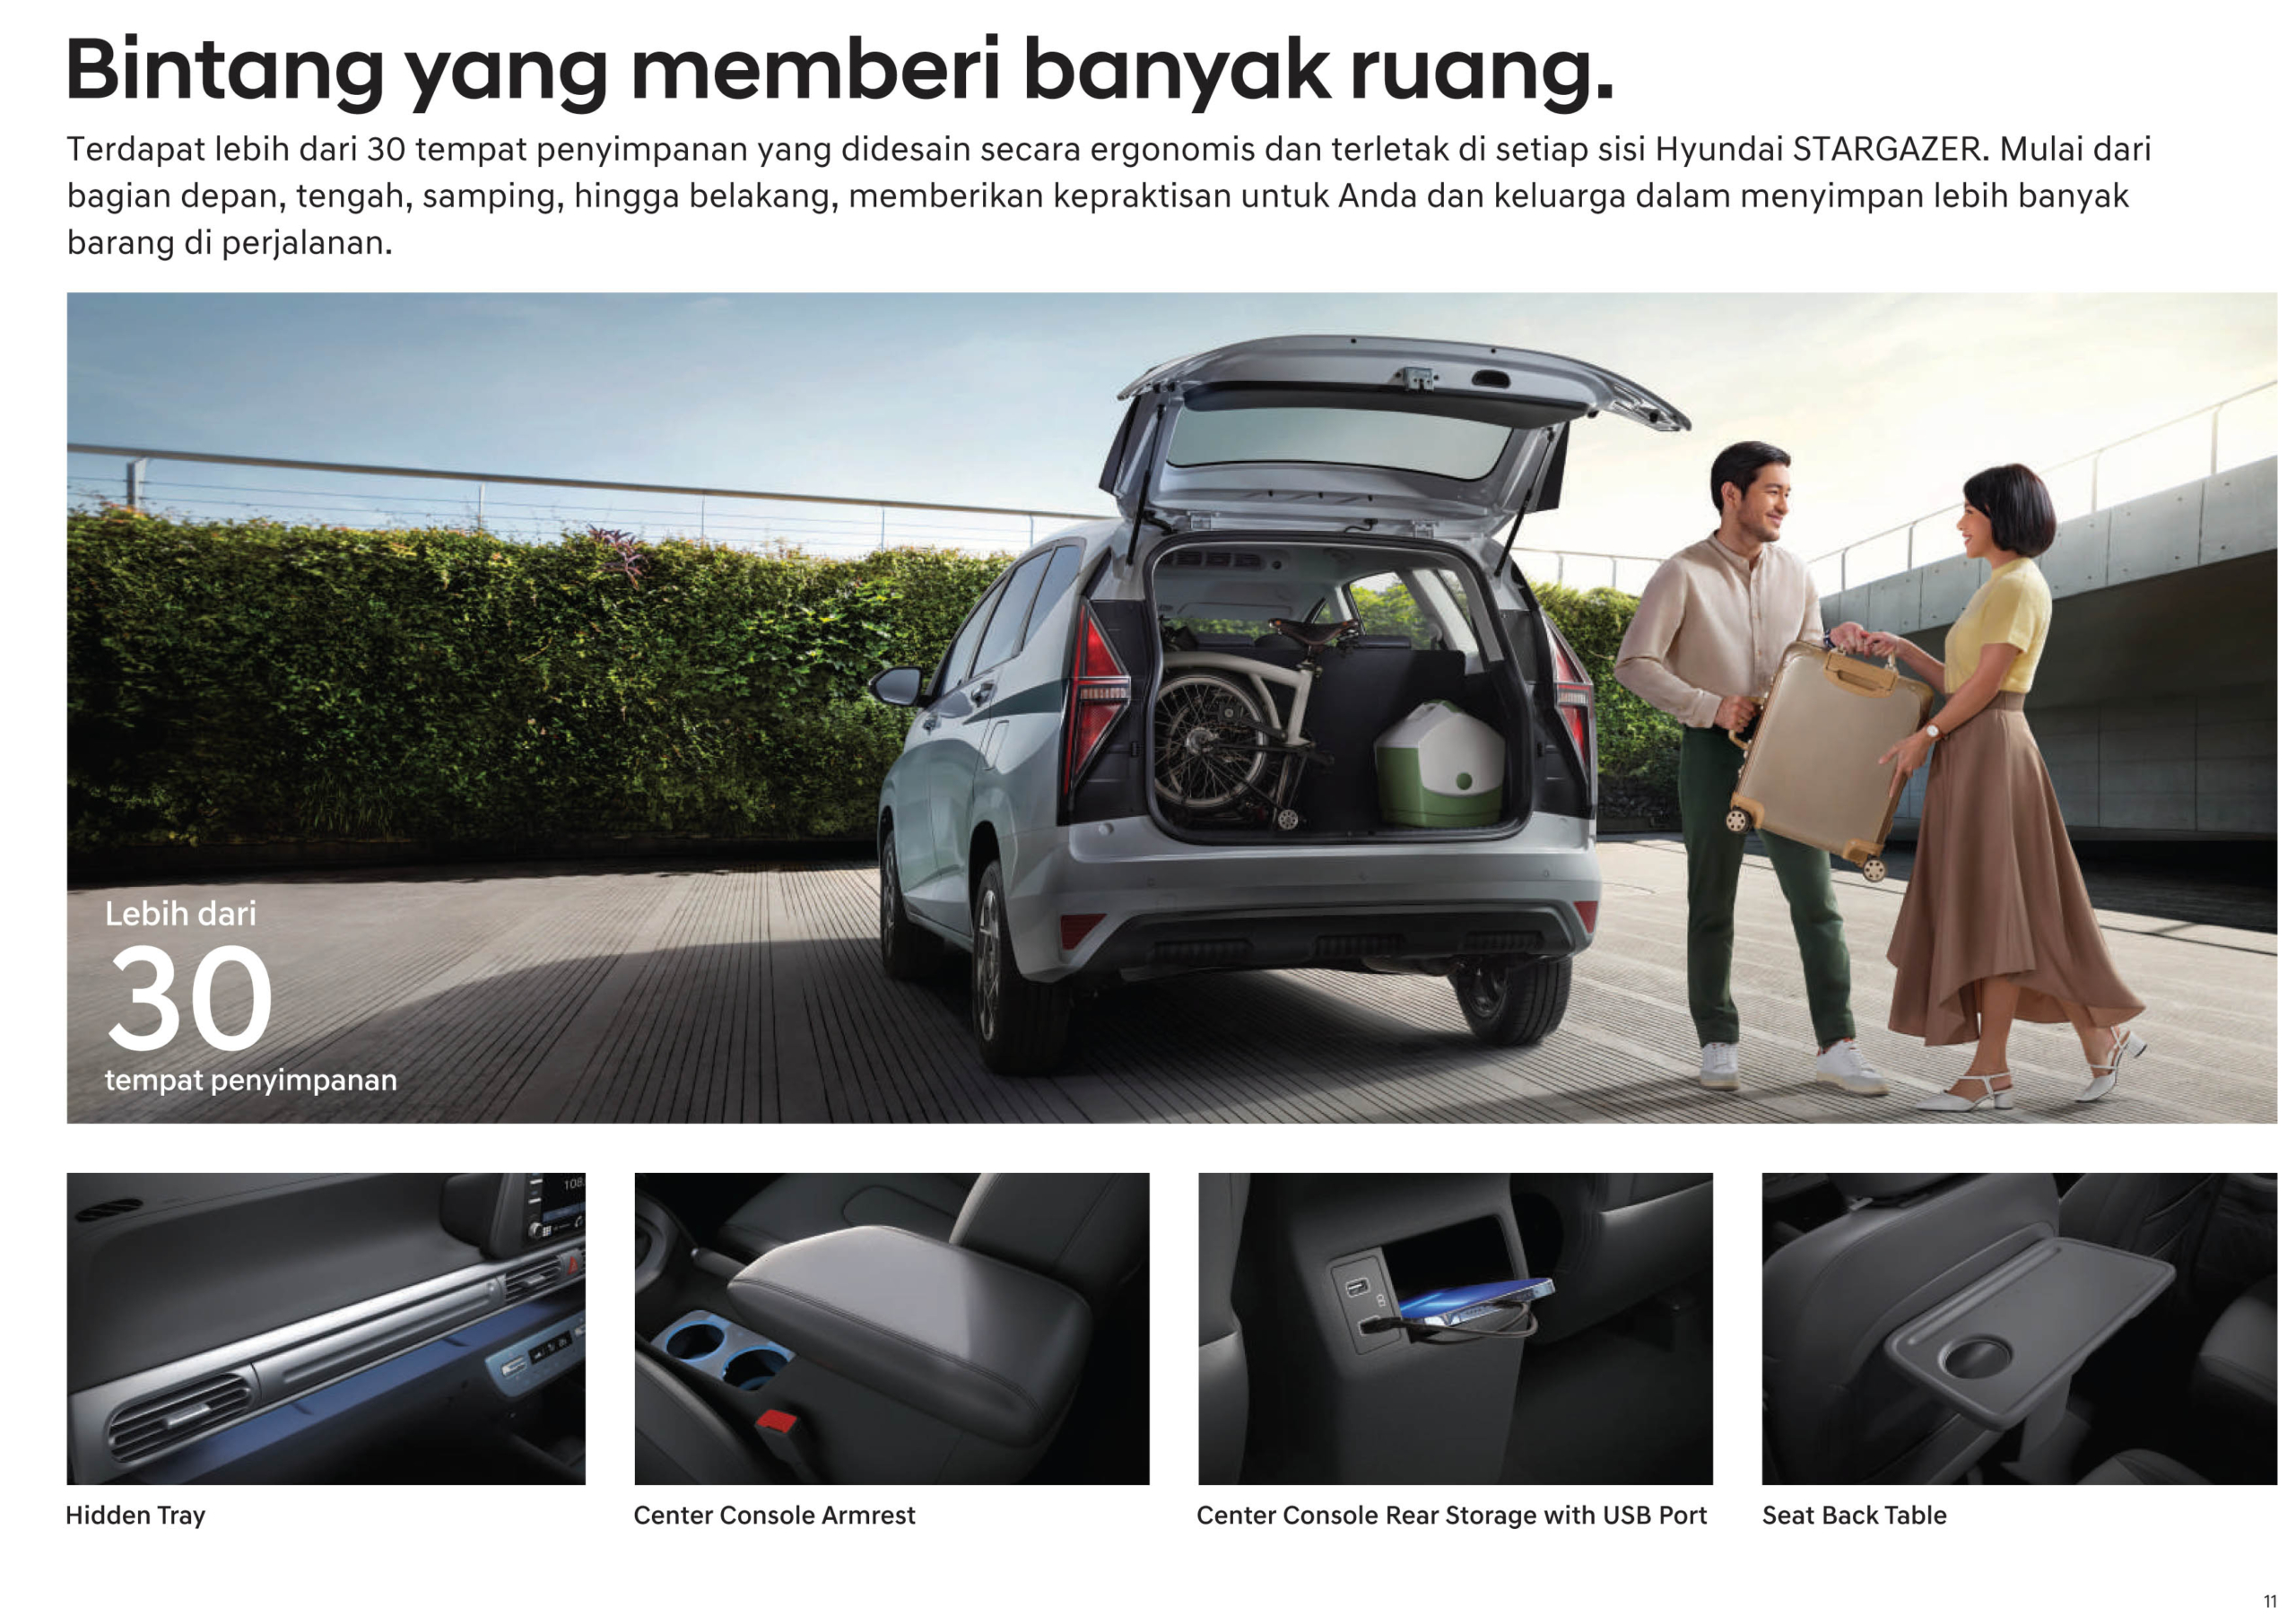 Bintang yang memberi banyak ruang.
Terdapat lebih dari 30 tempat penyimpanan yang didesain secara ergonomis dan terletak di setiap sisi Hyundai STARGAZER. Mulai dari
bagian depan, tengah, samping, hingga belakang, memberikan kepraktisan untuk Anda dan keluarga dalam menyimpan lebih banyak
barang di perjalanan.
Lebih dari
30
tempat penyimpanan
108
Hidden Tray
Center Console Armrest
Center Console Rear Storage with USB Port
Seat Back Table
11